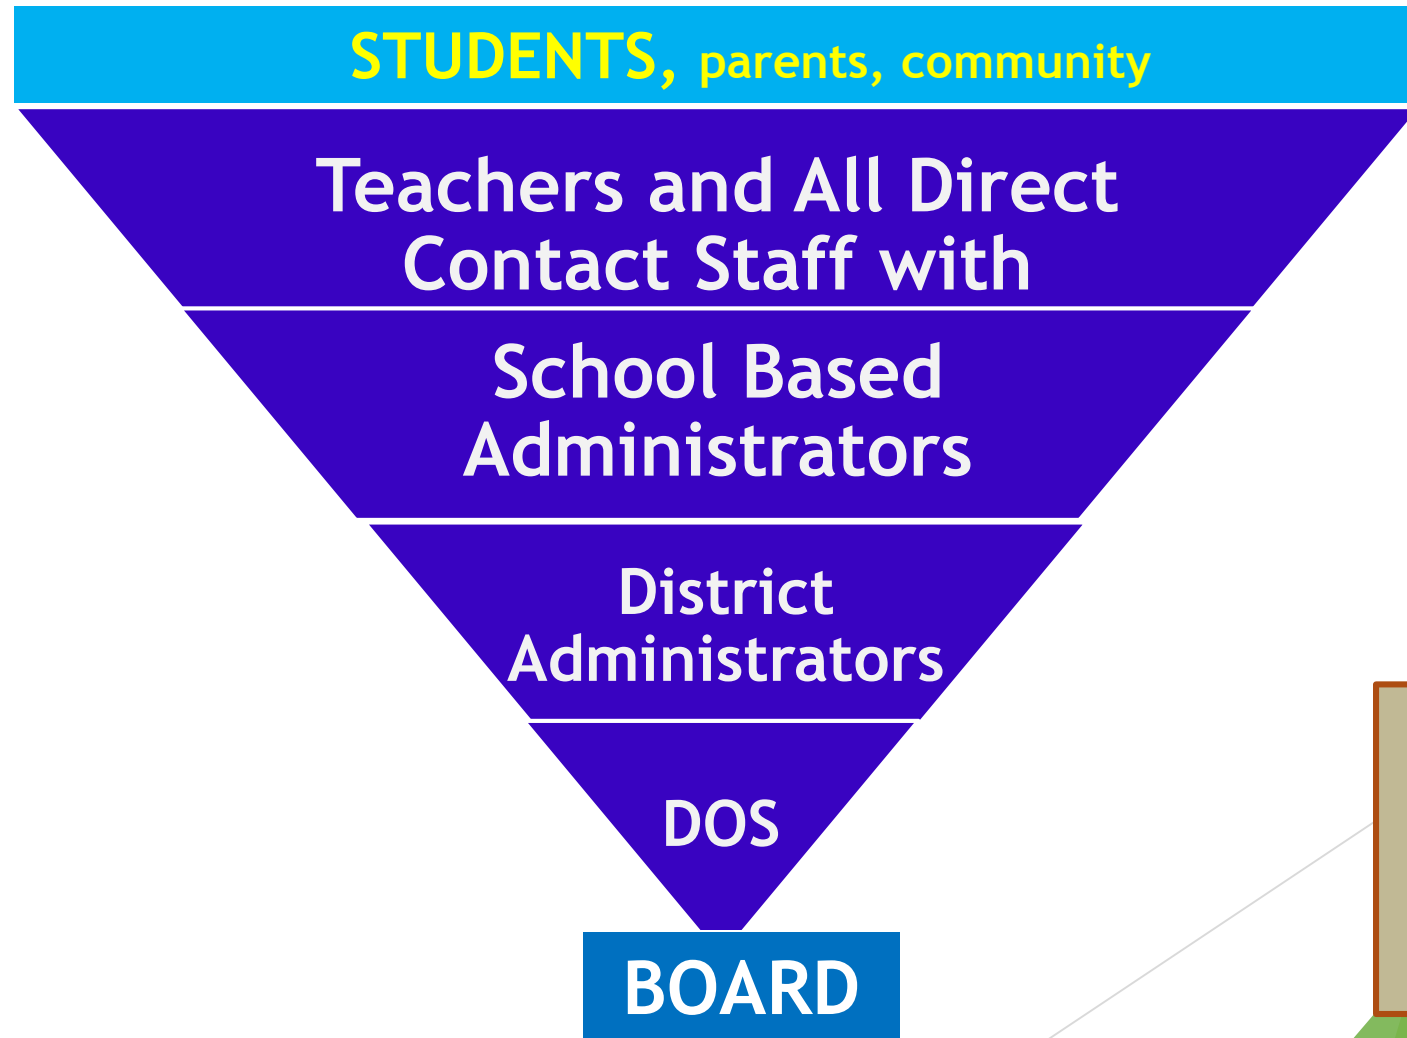 STUDENTS, parents, community
Teachers and All Direct
Contact Staff with
School Based
Administrators
District
Administrators
DOS
BOARD